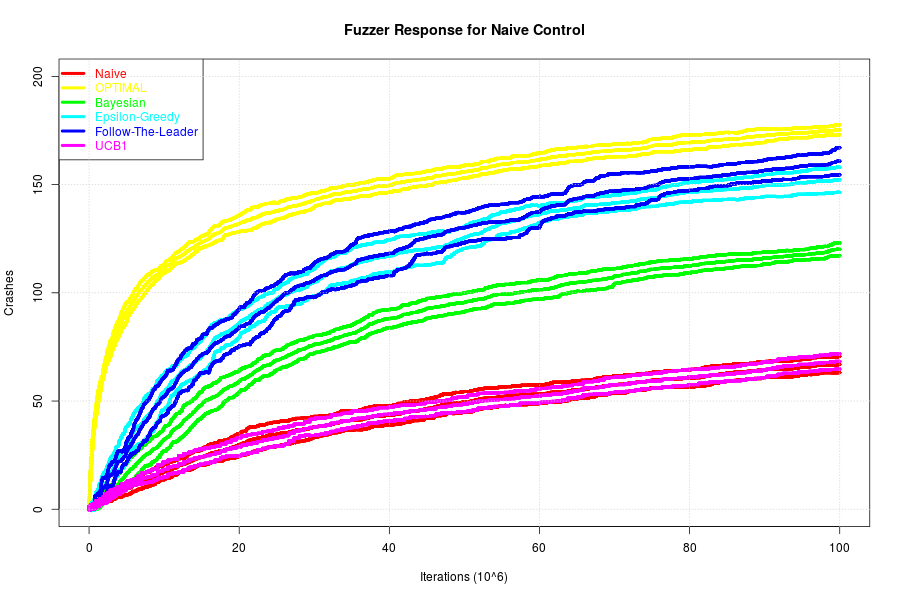 Fuzzer Response for Naive Control
Naive
OPTIMAL
Bayesian
Epsilon-Greedy
Follow-The-Leader
UCB1
Crashes
200
150
100
50
0
0 20 40 60 80 100
Iterations (10^6)